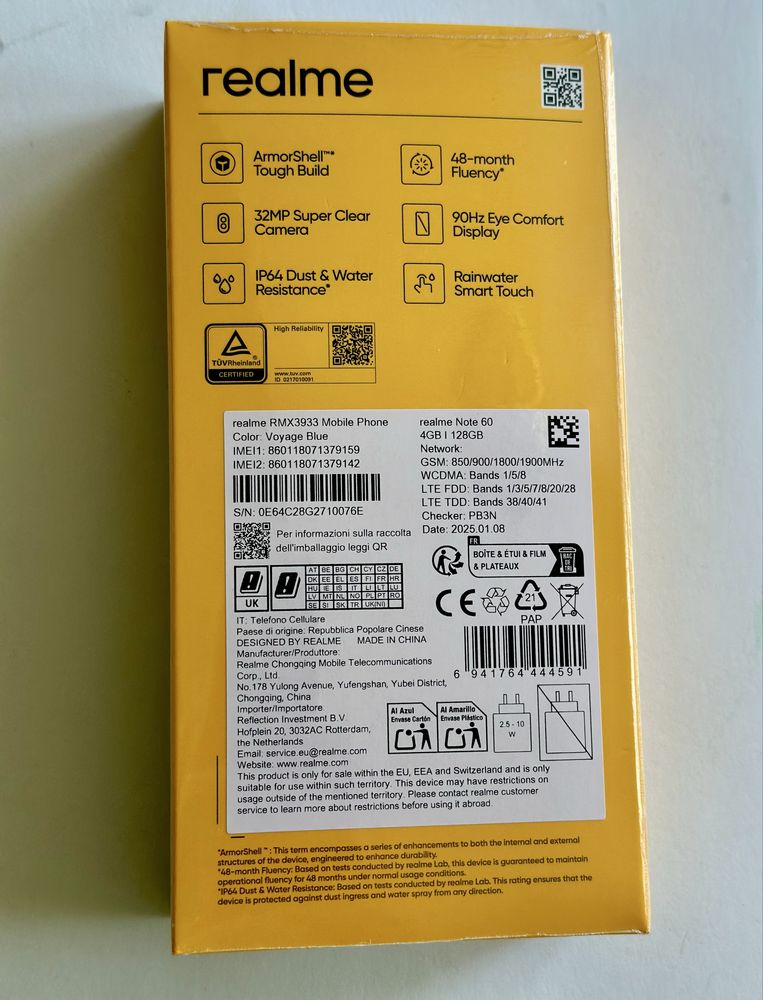 realme
ArmorShell™*
Tough Build
48-month
Fluency*
32MP Super Clear
Camera
90Hz Eye Comfort
Display
IP64 Dust & Water
Resistance*
Rainwater
Smart Touch
TÜVRheinland®
CERTIFIED
High Reliability
www.tuv.com
ID 0217010091
realme RMX3933 Mobile Phone
Color: Voyage Blue
IMEI1: 860118071379159
IMEI2: 860118071379142
S/N: 0E64C28G2710076E
realme Note 60
4GB I 128GB
Network:
GSM: 850/900/1800/1900MHz
WCDMA: Bands 1/5/8
LTE FDD: Bands 1/3/5/7/8/20/28
LTE TDD: Bands 38/40/41
Checker: PB3N
Date: 2025.01.08
Per informazioni sulla raccolta
dell'imballaggio leggi QR
FR
BOÎTE & ÉTUI & FILM
& PLATEAUX
BAC
DE
TRI
UK
AT BE BG CH CY CZ DE
DK EE EL ES FI FR HR
HU IE IS IT LI LT LU
LV MT NL NO PL PT RO
SE SI SK TR UK(NI)
CE
21
PAP
IT: Telefono Cellulare
Paese di origine: Repubblica Popolare Cinese
DESIGNED BY REALME MADE IN CHINA
Manufacturer/Produttore:
Realme Chongqing Mobile Telecommunications
Corp., Ltd.
No.178 Yulong Avenue, Yufengshan, Yubei District,
Chongqing, China
Importer/Importatore:
Reflection Investment B.V.
Hofplein 20, 3032AC Rotterdam,
the Netherlands
Email: service.eu@realme.com
Website: www.realme.com
6 941764 444591
Al Azul
Envase Cartón
Al Amarillo
Envase Plástico
2.5 - 10
W
This product is only for sale within the EU, EEA and Switzerland and is only
suitable for use within such territory. This device may have restrictions on
usage outside of the mentioned territory. Please contact realme customer
service to learn more about restrictions before using it abroad.
*ArmorShell™: This term encompasses a series of enhancements to both the internal and external
structures of the device, engineered to enhance durability.
*48-month Fluency: Based on tests conducted by realme Lab, this device is guaranteed to maintain
operational fluency for 48 months under normal usage conditions.
*IP64 Dust & Water Resistance: Based on tests conducted by realme Lab. This rating ensures that the
device is protected against dust ingress and water spray from any direction.